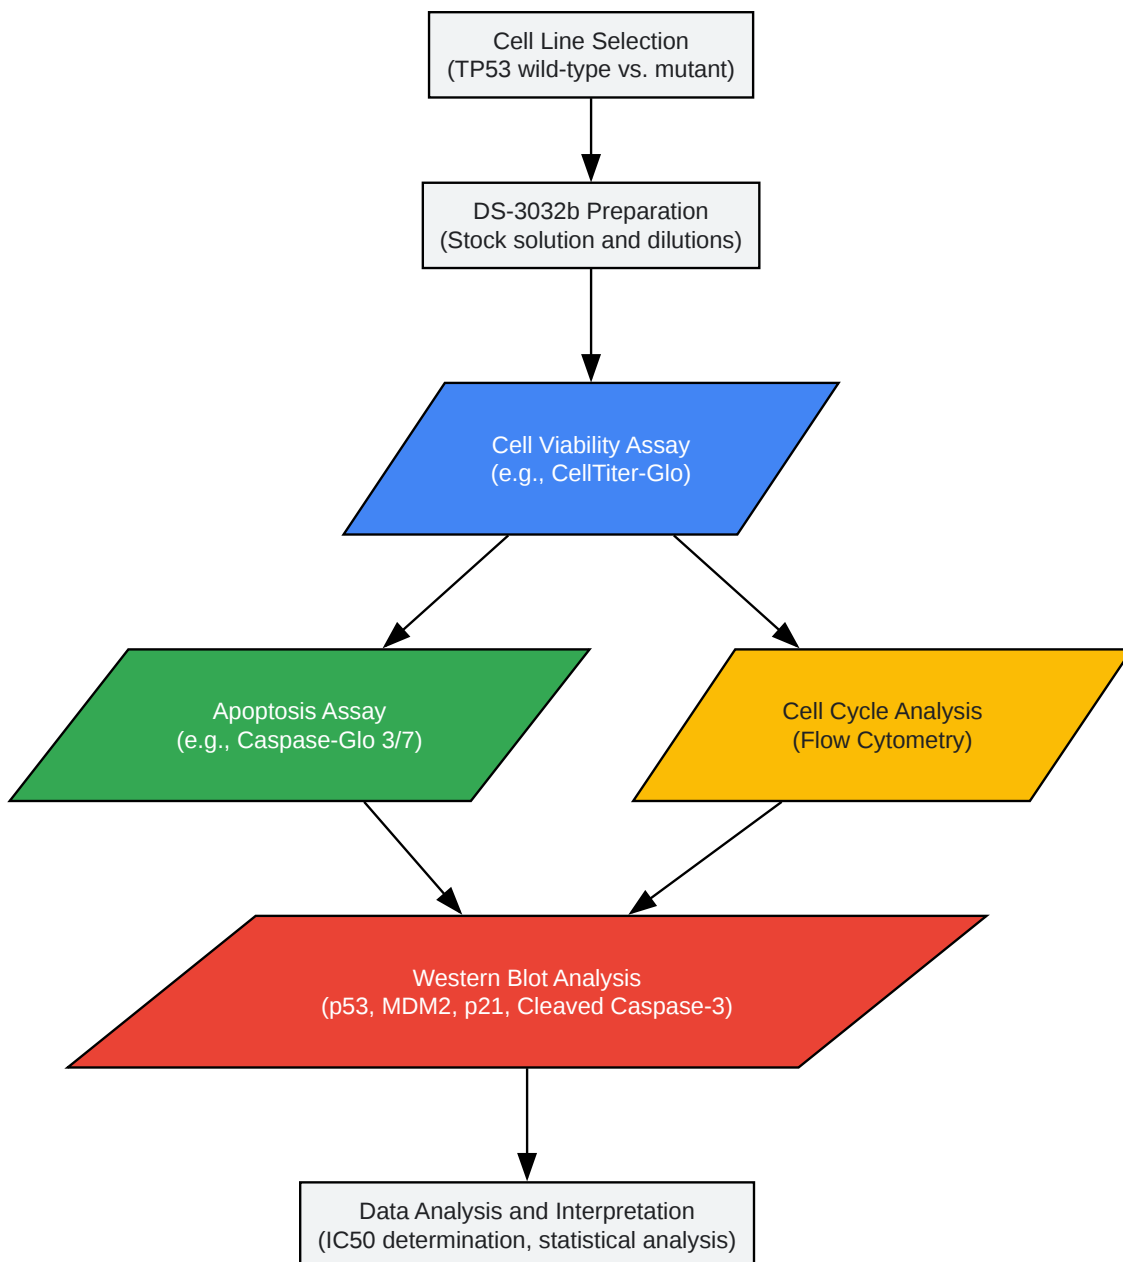 Cell Line Selection
(TP53 wild-type vs. mutant)
DS-3032b Preparation
(Stock solution and dilutions)
Cell Viability Assay
(e.g., CellTiter-Glo)
Apoptosis Assay
(e.g., Caspase-Glo 3/7)
Cell Cycle Analysis
(Flow Cytometry)
Western Blot Analysis
(p53, MDM2, p21, Cleaved Caspase-3)
Data Analysis and Interpretation
(IC50 determination, statistical analysis)